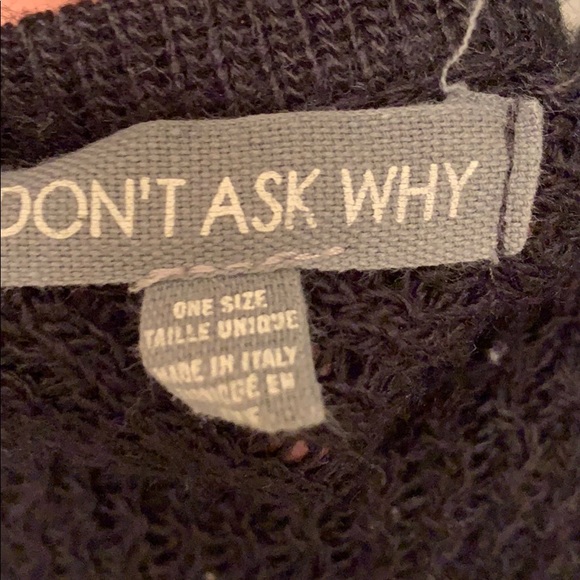 DON'T ASK WHY
ONE SIZE
TAILLE UNIQUE
MADE IN ITALY
EN